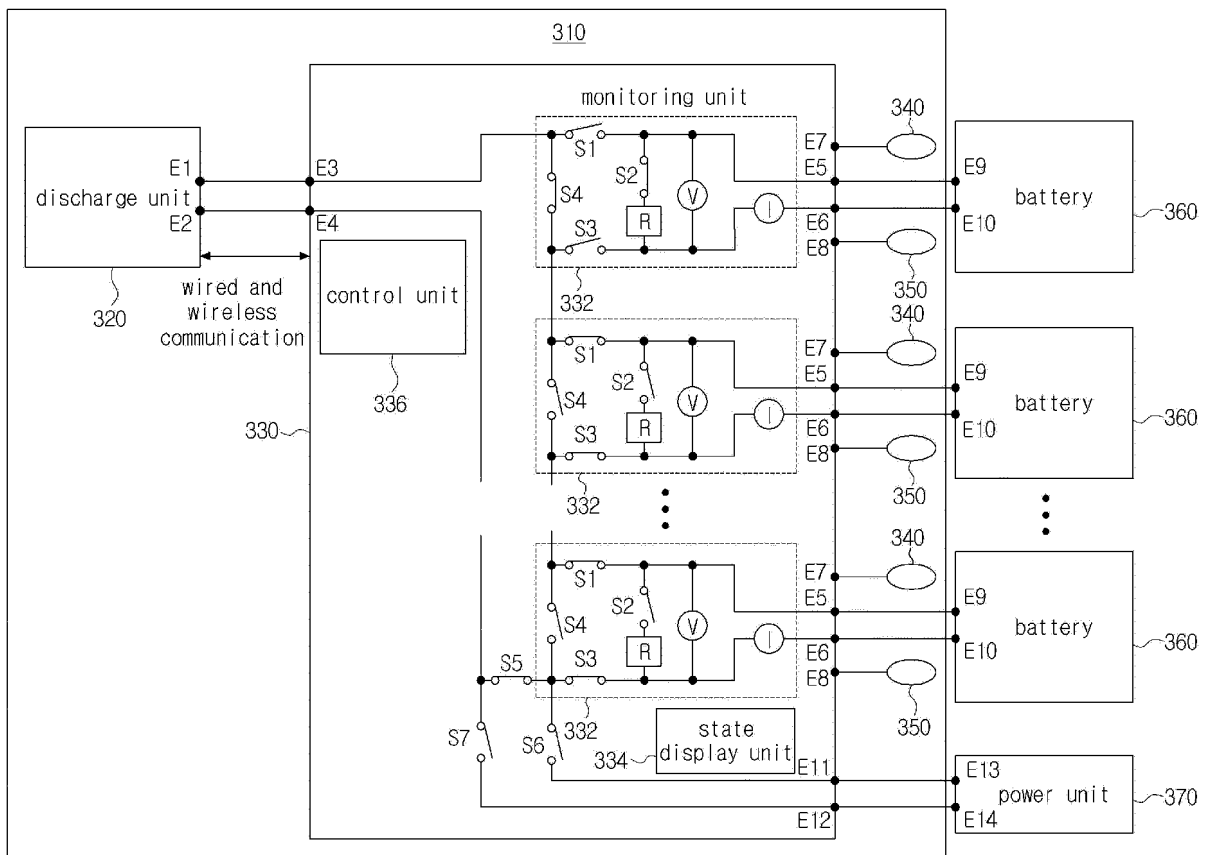 310
monitoring unit
340
E7
E5
E9
S1
E1
E3
S2
V
discharge unit
S4
battery
I
360
E2
E4
R
E10
S3
E6
E8
320
wired and
wireless
communication
control unit
332
350
340
E7
E5
E9
S1
336
S2
V
S4
battery
I
360
330
R
E10
S3
E6
E8
332
350
340
E7
E5
E9
S1
S2
V
S4
battery
I
360
R
E10
S5
S3
E6
E8
332
350
S7
S6
state
display unit
334
E11
E13
power unit
370
E12
E14